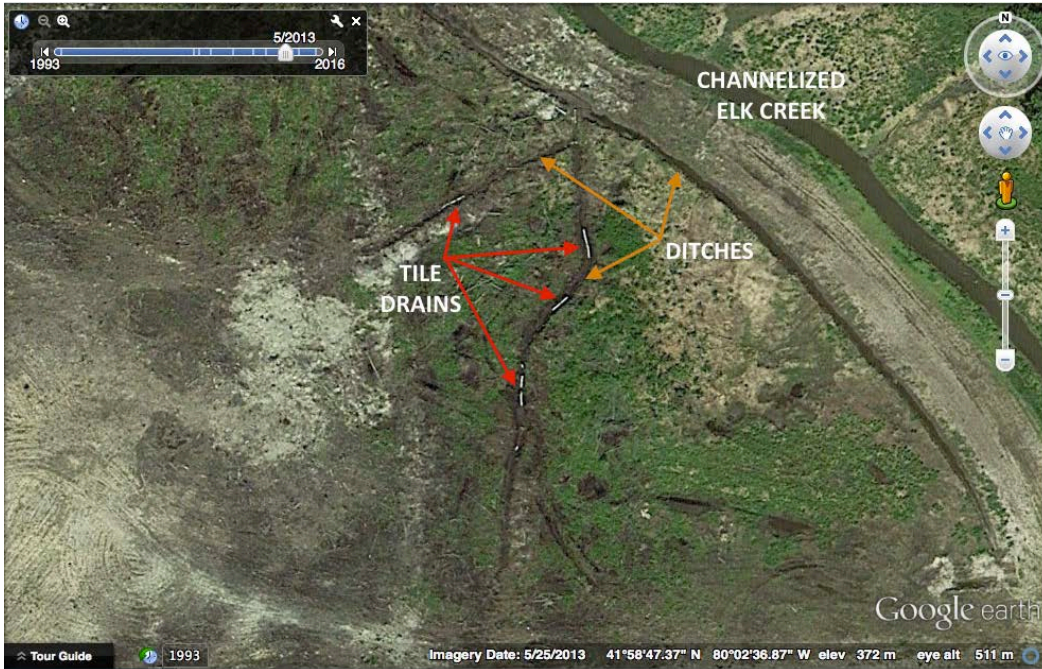 5/2013
1993
2016
N
CHANNELIZED
ELK CREEK
DITCHES
TILE
DRAINS
Google earth
Tour Guide
1993
Imagery Date: 5/25/2013 41°58'47.37" N 80°02'36.87" W elev 372 m eye alt 511 m